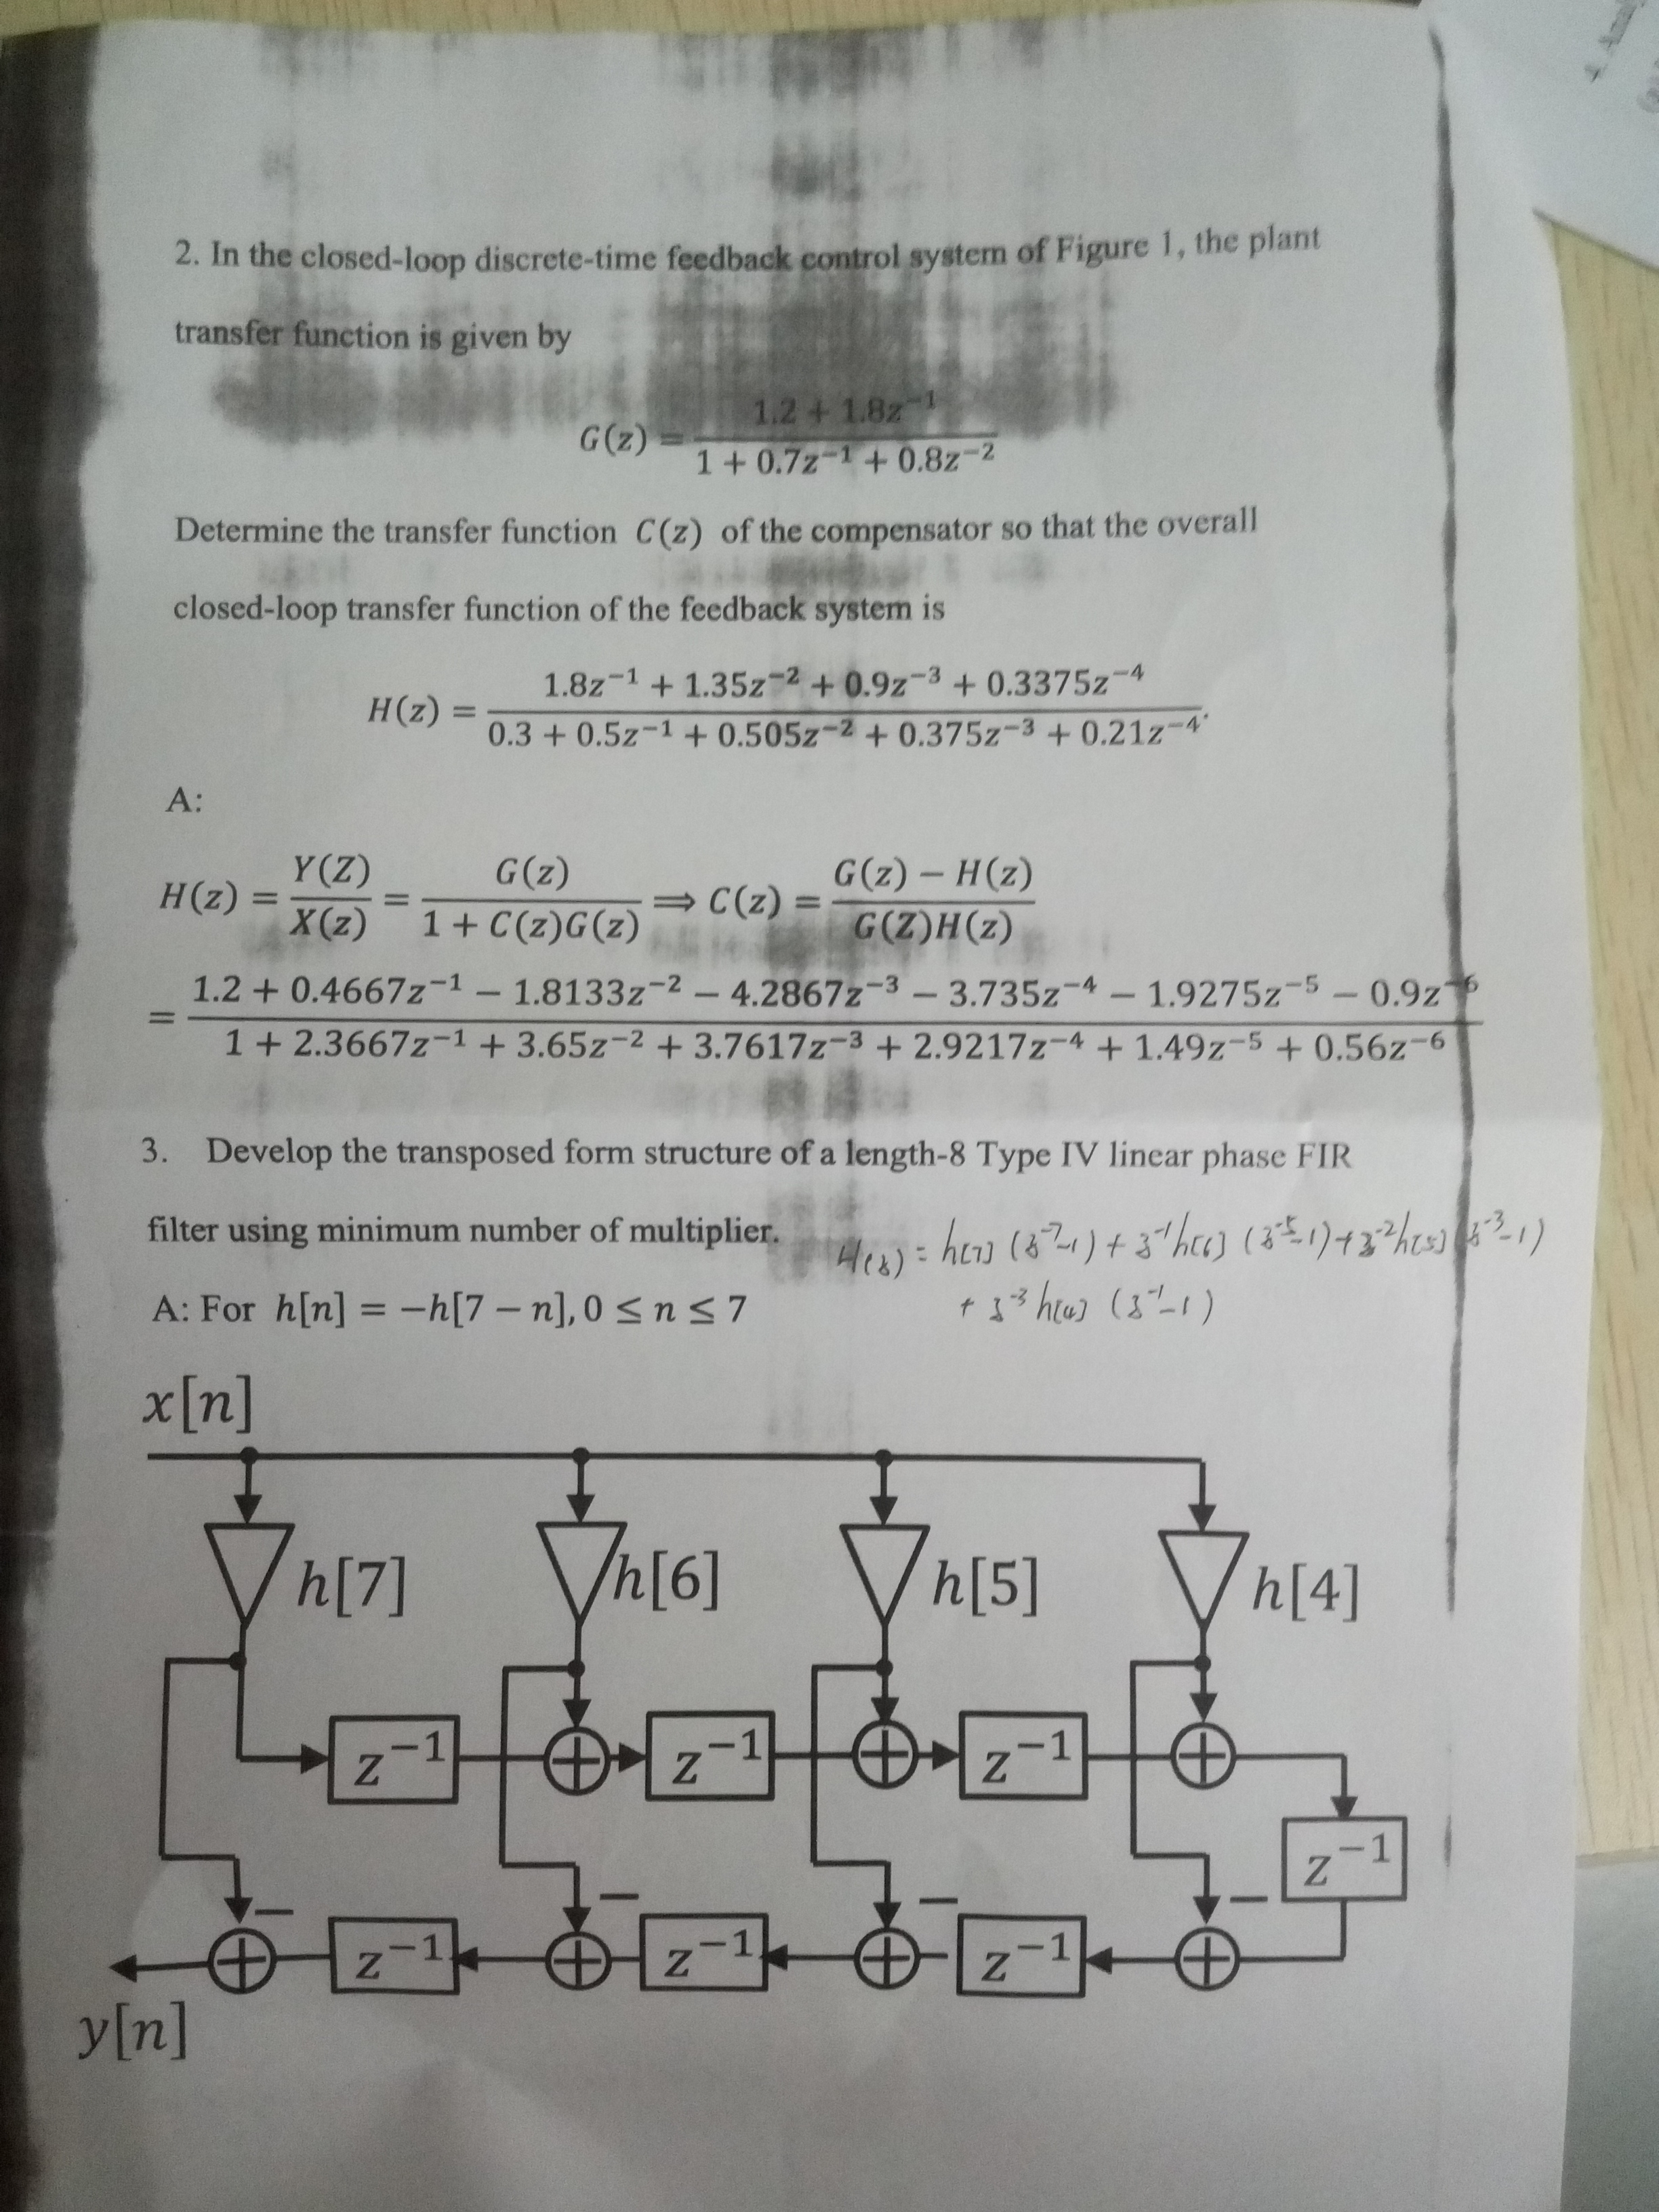 2. In the closed-loop discrete-time feedback control system of Figure 1, the plant
transfer function is given by
G(z) = \frac{1.2 + 1.8z^{-1}}{1 + 0.7z^{-1} + 0.8z^{-2}}
Determine the transfer function C(z) of the compensator so that the overall
closed-loop transfer function of the feedback system is
H(z) = \frac{1.8z^{-1} + 1.35z^{-2} + 0.9z^{-3} + 0.3375z^{-4}}{0.3 + 0.5z^{-1} + 0.505z^{-2} + 0.375z^{-3} + 0.21z^{-4}}.
A:
H(z) = \frac{Y(Z)}{X(z)} = \frac{G(z)}{1 + C(z)G(z)} ⟹ C(z) = \frac{G(z) - H(z)}{G(Z)H(z)}
= \frac{1.2 + 0.4667z^{-1} - 1.8133z^{-2} - 4.2867z^{-3} - 3.735z^{-4} - 1.9275z^{-5} - 0.9z^{-6}}{1 + 2.3667z^{-1} + 3.65z^{-2} + 3.7617z^{-3} + 2.9217z^{-4} + 1.49z^{-5} + 0.56z^{-6}}
3. Develop the transposed form structure of a length-8 Type IV linear phase FIR
filter using minimum number of multiplier.
H(z) = h[7] (z^{-7}-1) + z^{-1}h[6] (z^{-5}-1) + z^{-2}h[5] (z^{-3}-1)
+ z^{-3} h[4] (z^{-1}-1)
A: For h[n] = -h[7 - n], 0 ≤ n ≤ 7
x[n]
h[7] h[6] h[5] h[4]
z^{-1} z^{-1} z^{-1}
z^{-1}
− − − −
z^{-1} z^{-1} z^{-1}
y[n]